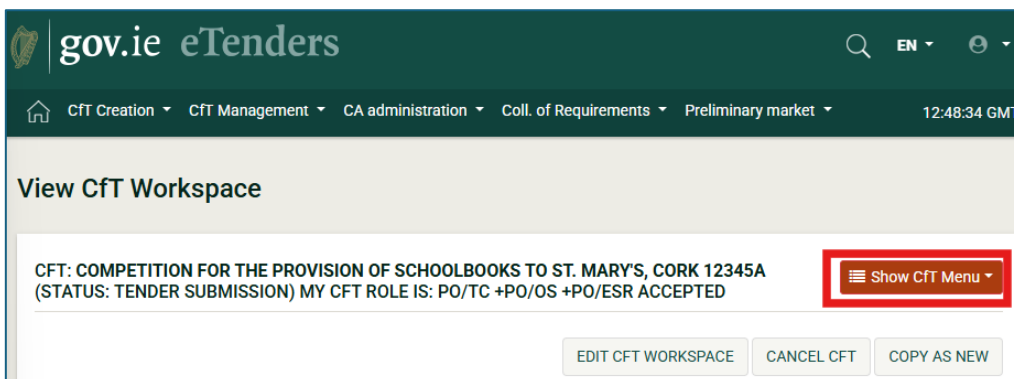 gov.ie eTenders
EN
CfT Creation CfT Management CA administration Coll. of Requirements Preliminary market 12:48:34 GMT
View CfT Workspace
CFT: COMPETITION FOR THE PROVISION OF SCHOOLBOOKS TO ST. MARY'S, CORK 12345A
(STATUS: TENDER SUBMISSION) MY CFT ROLE IS: PO/TC +PO/OS +PO/ESR ACCEPTED
Show CfT Menu
EDIT CFT WORKSPACE CANCEL CFT COPY AS NEW